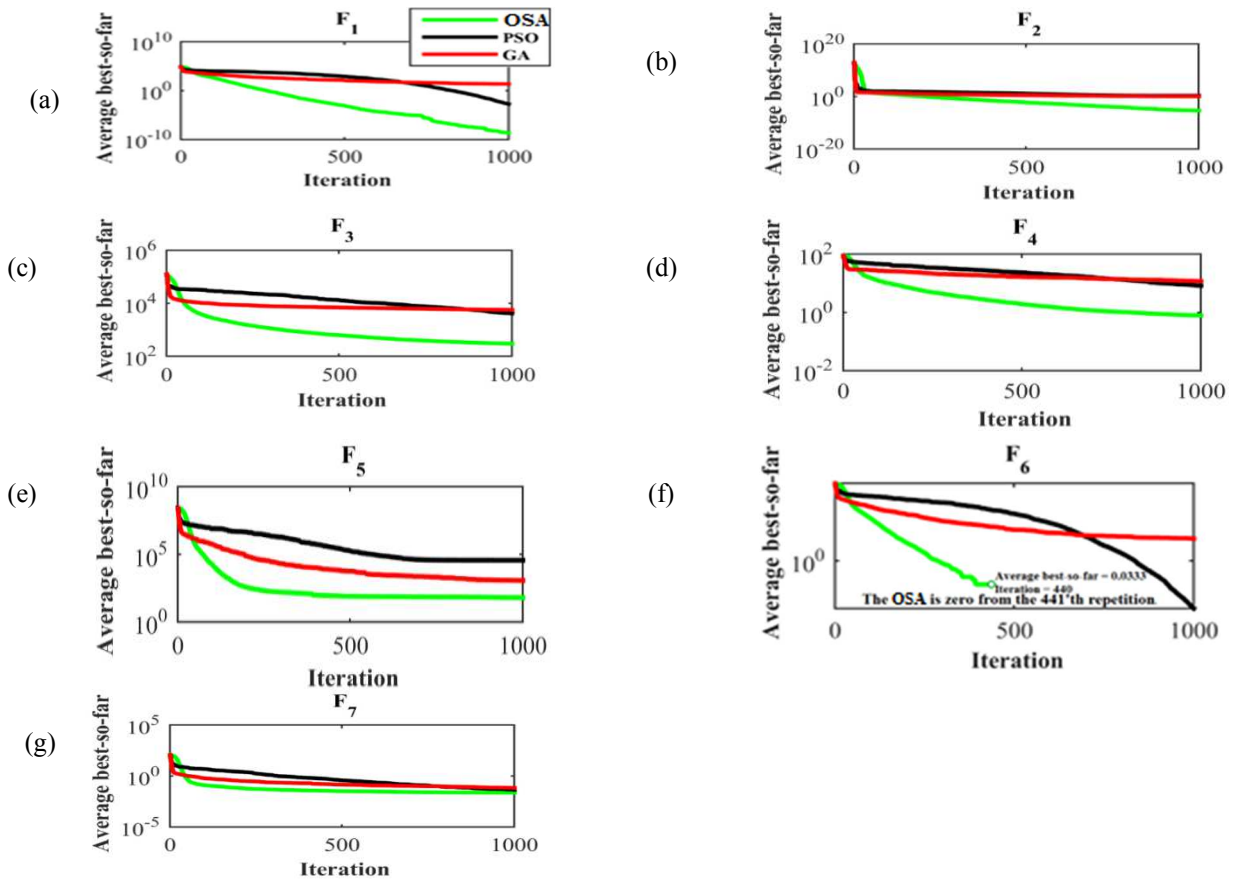 (a)
F1
OSA
PSO
GA
Average best-so-far
10^10
10^0
10^-10
0 500 1000
Iteration
(b)
F2
Average best-so-far
10^20
10^0
10^-20
0 500 1000
Iteration
(c)
F3
Average best-so-far
10^6
10^4
10^2
0 500 1000
Iteration
(d)
F4
Average best-so-far
10^2
10^0
10^-2
0 500 1000
Iteration
(e)
F5
Average best-so-far
10^10
10^5
10^0
0 500 1000
Iteration
(f)
F6
Average best-so-far
10^0
Average best-so-far = 0.0333
Iteration = 440
The OSA is zero from the 441'th repetition.
0 500 1000
Iteration
(g)
F7
Average best-so-far
10^5
10^0
10^-5
0 500 1000
Iteration